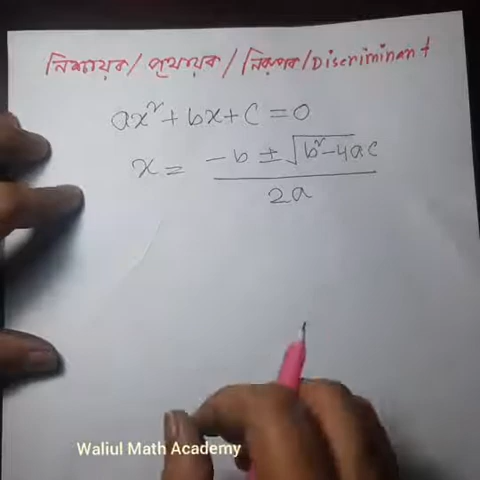 নিশ্চায়ক/ পৃথায়ক/ নিরূপক/Discriminant
ax²+bx+c=0
x= -b ± √b²-4ac / 2a
Waliul Math Academy